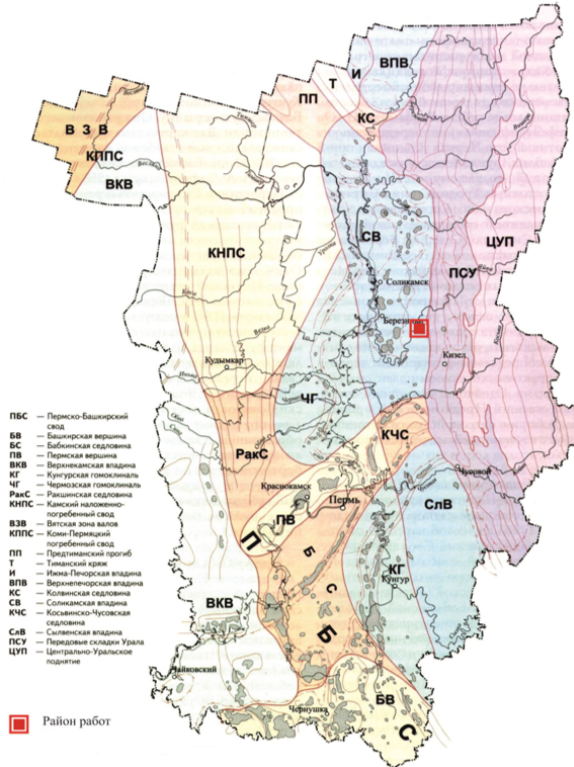 ВПВ
И
Т
ПП
КС
В З В
КППС
ВКВ
СВ
ЦУП
КНПС
ПСУ
Соликамск
Березники
Кизел
Кудымкар
ЧГ
КЧС
РакС
Чусовой
Краснокамск
Пермь
СлВ
ПВ
П
Б
С
КГ
Кунгур
Б
ВКВ
Чайковский
БВ
Чернушка
С
ПБС — Пермско-Башкирский
свод
БВ — Башкирская вершина
БС — Бабкинская седловина
ПВ — Пермская вершина
ВКВ — Верхнекамская впадина
КГ — Кунгурская гомоклиналь
ЧГ — Чермозская гомоклиналь
РакС — Ракшинская седловина
КНПС — Камский наложенно-
погребенный свод
ВЗВ — Вятская зона валов
КППС — Коми-Пермяцкий
погребенный свод
ПП — Предтиманский прогиб
Т — Тиманский кряж
И — Ижма-Печорская впадина
ВПВ — Верхнепечорская впадина
КС — Колвинская седловина
СВ — Соликамская впадина
КЧС — Косьвинско-Чусовская
седловина
СлВ — Сылвенская впадина
ПСУ — Передовые складки Урала
ЦУП — Центрально-Уральское
поднятие
Район работ